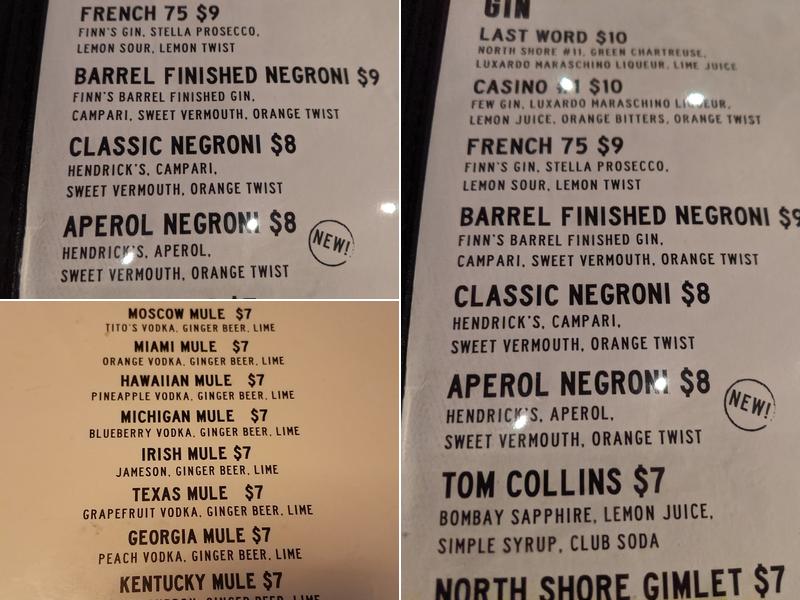 FRENCH 75 $9
FINN'S GIN, STELLA PROSECCO,
LEMON SOUR, LEMON TWIST
BARREL FINISHED NEGRONI $9
FINN'S BARREL FINISHED GIN,
CAMPARI, SWEET VERMOUTH, ORANGE TWIST
CLASSIC NEGRONI $8
HENDRICK'S, CAMPARI,
SWEET VERMOUTH, ORANGE TWIST
APEROL NEGRONI $8
NEW!
HENDRICK'S, APEROL,
SWEET VERMOUTH, ORANGE TWIST
MOSCOW MULE $7
TITO'S VODKA, GINGER BEER, LIME
MIAMI MULE $7
ORANGE VODKA, GINGER BEER, LIME
HAWAIIAN MULE $7
PINEAPPLE VODKA, GINGER BEER, LIME
MICHIGAN MULE $7
BLUEBERRY VODKA, GINGER BEER, LIME
IRISH MULE $7
JAMESON, GINGER BEER, LIME
TEXAS MULE $7
GRAPEFRUIT VODKA, GINGER BEER, LIME
GEORGIA MULE $7
PEACH VODKA, GINGER BEER, LIME
KENTUCKY MULE $7
GINGER BEER, LIME
GIN
LAST WORD $10
NORTH SHORE #11, GREEN CHARTREUSE,
LUXARDO MARASCHINO LIQUEUR, LIME JUICE
CASINO #1 $10
FEW GIN, LUXARDO MARASCHINO LIQUEUR,
LEMON JUICE, ORANGE BITTERS, ORANGE TWIST
FRENCH 75 $9
FINN'S GIN, STELLA PROSECCO,
LEMON SOUR, LEMON TWIST
BARREL FINISHED NEGRONI $9
FINN'S BARREL FINISHED GIN,
CAMPARI, SWEET VERMOUTH, ORANGE TWIST
CLASSIC NEGRONI $8
HENDRICK'S, CAMPARI,
SWEET VERMOUTH, ORANGE TWIST
APEROL NEGRONI $8
NEW!
HENDRICK'S, APEROL,
SWEET VERMOUTH, ORANGE TWIST
TOM COLLINS $7
BOMBAY SAPPHIRE, LEMON JUICE,
SIMPLE SYRUP, CLUB SODA
NORTH SHORE GIMLET $7